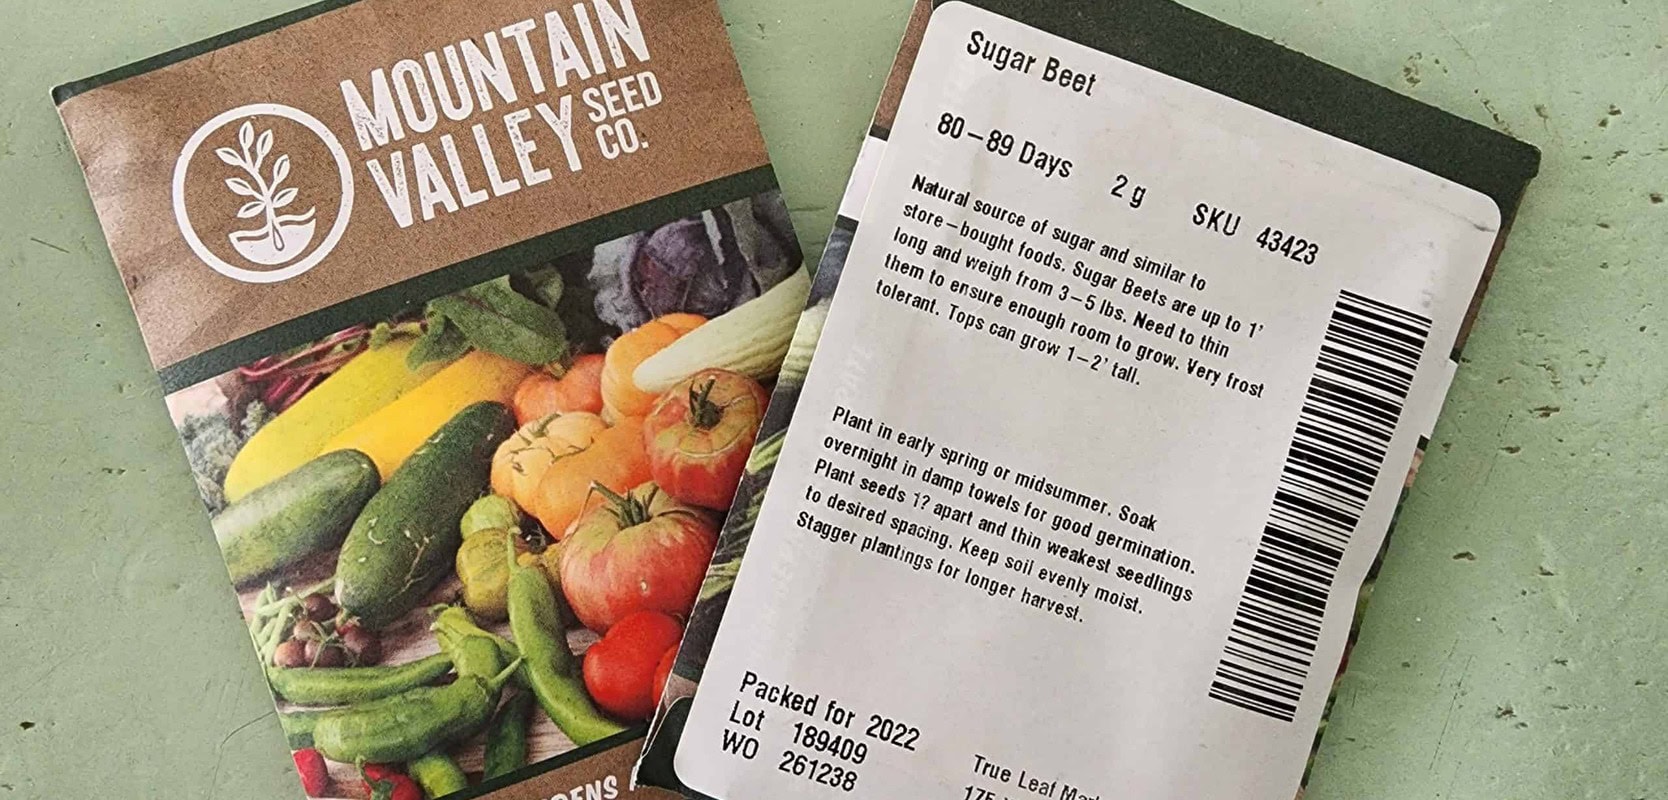 MOUNTAIN
VALLEY SEED
CO.
Sugar Beet
80-89 Days 2 g SKU 43423
Natural source of sugar and similar to
store-bought foods. Sugar Beets are up to 1'
long and weigh from 3-5 lbs. Need to thin
them to ensure enough room to grow. Very frost
tolerant. Tops can grow 1-2' tall.
Plant in early spring or midsummer. Soak
overnight in damp towels for good germination.
Plant seeds 1? apart and thin weakest seedlings
to desired spacing. Keep soil evenly moist.
Stagger plantings for longer harvest.
Packed for 2022
Lot 189409
WO 261238
True Leaf